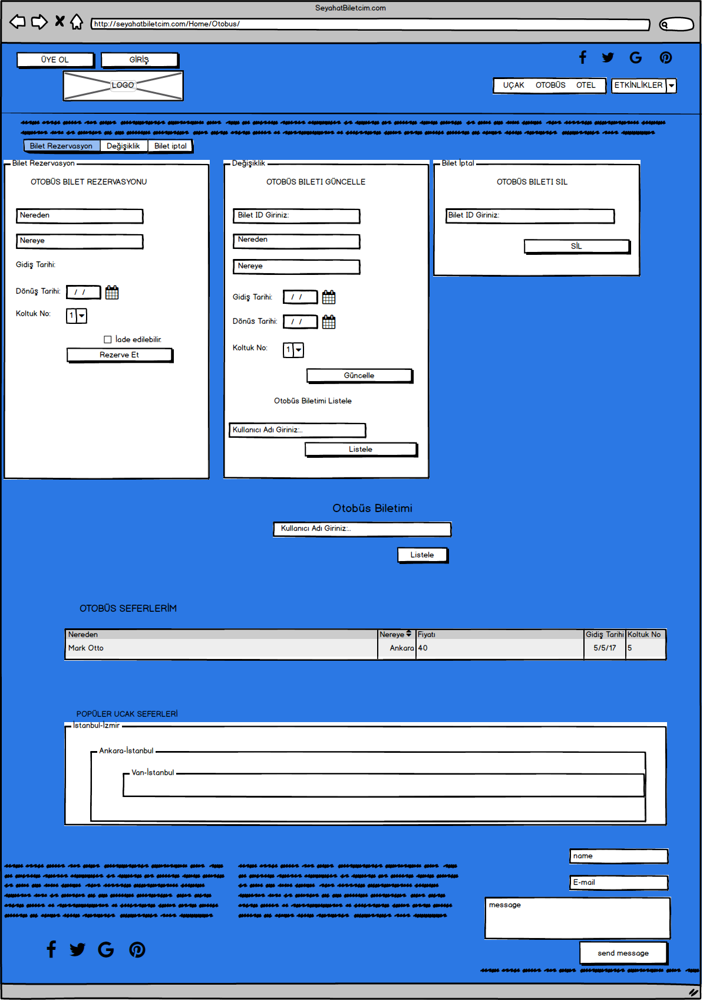 SeyahatBiletcim.com
http://seyahatbiletcim.com/Home/Otobus/
ÜYE OL GİRİŞ
LOGO
UÇAK OTOBÜS OTEL ETKİNLİKLER
Bilet Rezervasyon Değişiklik Bilet iptal
Bilet Rezervasyon
OTOBÜS BILET REZERVASYONU
Nereden
Nereye
Gidiş Tarihi:
Dönüş Tarihi: / /
Koltuk No: 1
İade edilebilir.
Rezerve Et
Değişiklik
OTOBÜS BILETI GÜNCELLE
Bilet ID Giriniz:
Nereden
Nereye
Gidiş Tarihi: / /
Dönüs Tarihi: / /
Koltuk No: 1
Güncelle
Otobüs Biletimi Listele
Kullanıcı Adı Giriniz:..
Listele
Bilet İptal
OTOBÜS BILETI SIL
Bilet ID Giriniz:
SİL
Otobüs Biletimi
Kullanıcı Adı Giriniz:..
Listele
OTOBÜS SEFERLERİM
Nereden Nereye Fiyatı Gidiş Tarihi Koltuk No
Mark Otto Ankara 40 5/5/17 5
POPÜLER UCAK SEFERLERİ
İstanbul-İzmir
Ankara-İstanbul
Van-İstanbul
name
E-mail
message
send message